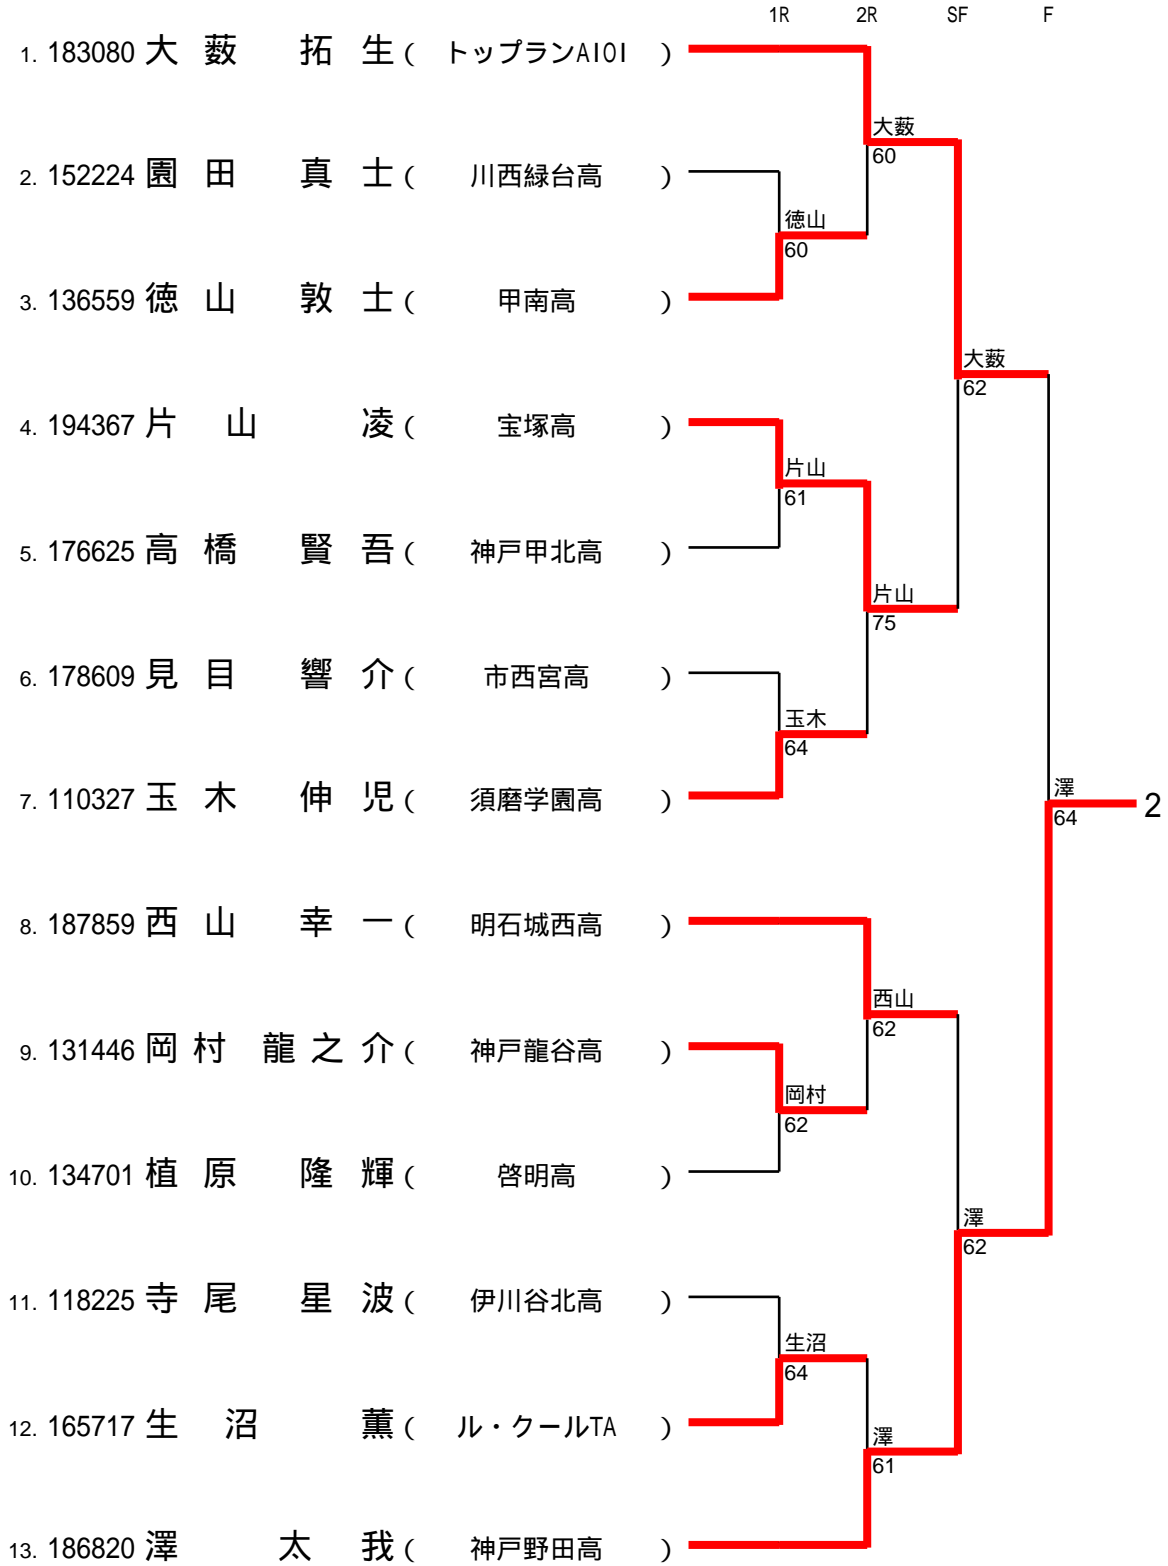 1R 2R SF F
1. 183080 大藪 拓生 ( トップランAIOI )
大薮
60
2. 152224 園田 真士 ( 川西緑台高 )
徳山
60
3. 136559 徳山 敦士 ( 甲南高 )
大薮
62
4. 194367 片山 凌 ( 宝塚高 )
片山
61
5. 176625 高橋 賢吾 ( 神戸甲北高 )
片山
75
6. 178609 見目 響介 ( 市西宮高 )
玉木
64
7. 110327 玉木 伸児 ( 須磨学園高 )
澤
64
2
8. 187859 西山 幸一 ( 明石城西高 )
西山
62
9. 131446 岡村 龍之介 ( 神戸龍谷高 )
岡村
62
10. 134701 植原 隆輝 ( 啓明高 )
澤
62
11. 118225 寺尾 星波 ( 伊川谷北高 )
生沼
64
12. 165717 生沼 薫 ( ル・クールTA )
澤
61
13. 186820 澤 太我 ( 神戸野田高 )